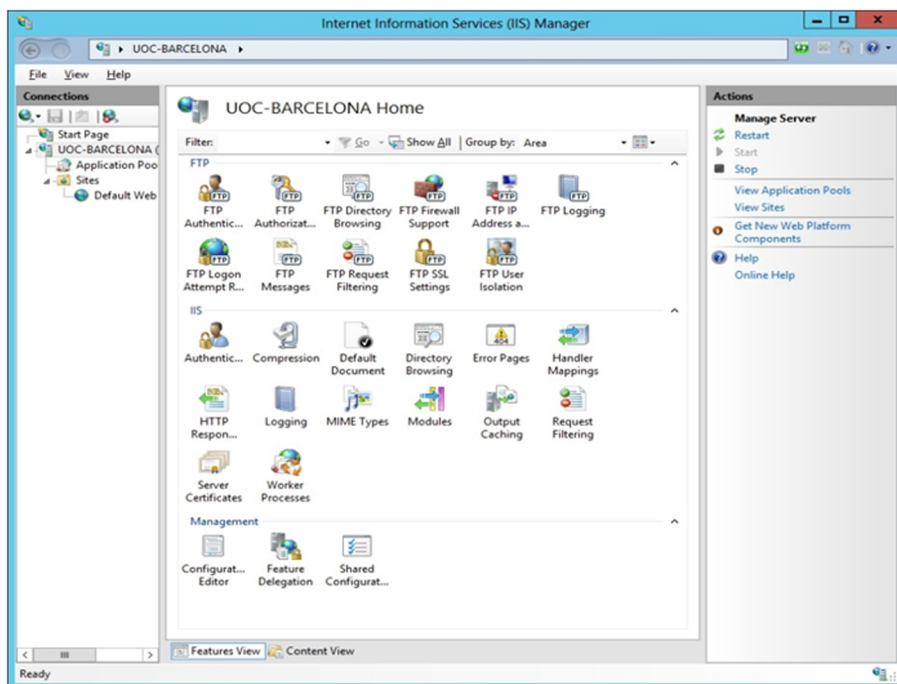 Internet Information Services (IIS) Manager
UOC-BARCELONA
File View Help
Connections
Start Page
UOC-BARCELONA (
Application Poo
Sites
Default Web
UOC-BARCELONA Home
Filter: Go Show All Group by: Area
FTP
FTP Authentic...
FTP Authorizat...
FTP Directory Browsing
FTP Firewall Support
FTP IP Address a...
FTP Logging
FTP Logon Attempt R...
FTP Messages
FTP Request Filtering
FTP SSL Settings
FTP User Isolation
IIS
Authentic...
Compression
Default Document
Directory Browsing
Error Pages
Handler Mappings
HTTP Respon...
Logging
MIME Types
Modules
Output Caching
Request Filtering
Server Certificates
Worker Processes
Management
Configurat... Editor
Feature Delegation
Shared Configurat...
Features View Content View
Actions
Manage Server
Restart
Start
Stop
View Application Pools
View Sites
Get New Web Platform
Components
Help
Online Help
Ready